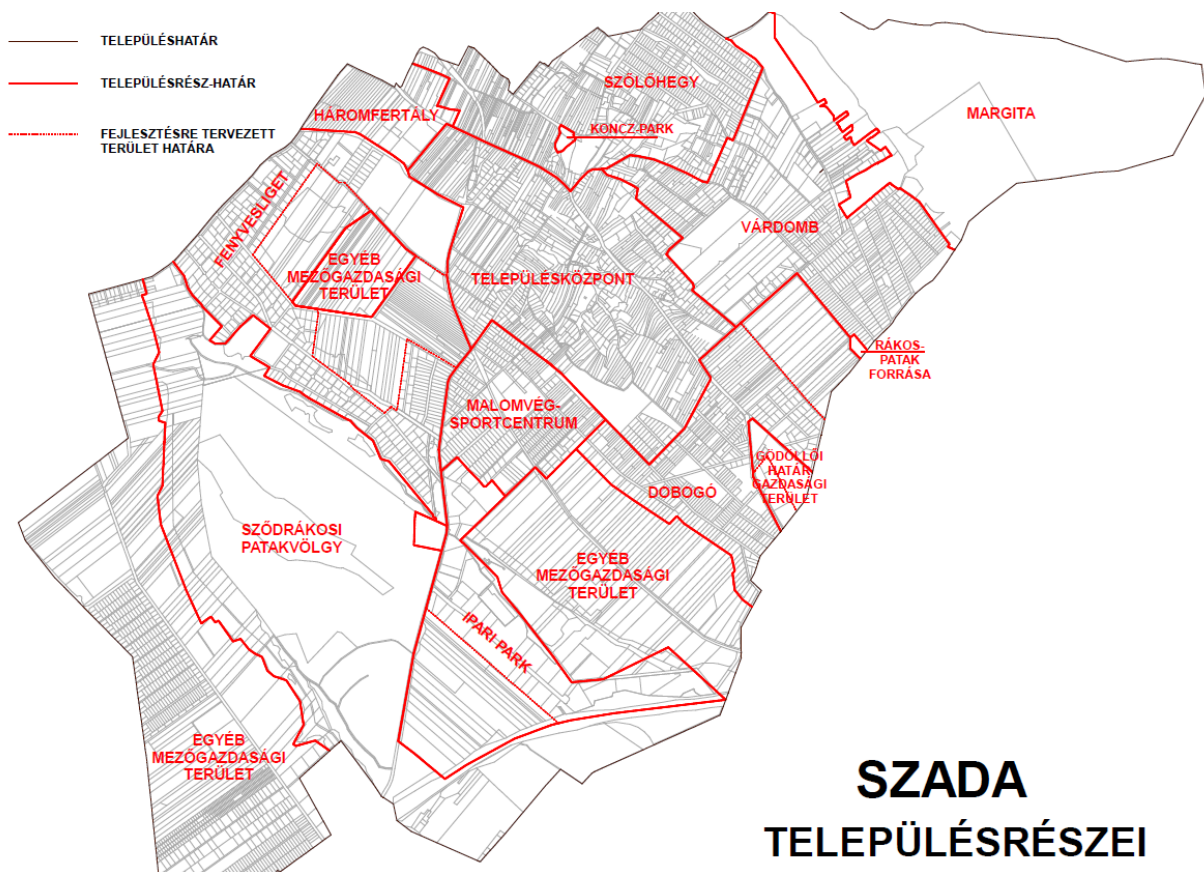 TELEPÜLÉSHATÁR
TELEPÜLÉSRÉSZ-HATÁR
FEJLESZTÉSRE TERVEZETT
TERÜLET HATÁRA
SZŐLŐHEGY
MARGITA
HÁROMFERTÁLY
KONCZ-PARK
FENYVESLIGET
VÁRDOMB
EGYÉB
MEZŐGAZDASÁGI
TERÜLET
TELEPÜLÉSKÖZPONT
RÁKOS-
PATAK
FORRÁSA
MALOMVÉG-
SPORTCENTRUM
GÖDÖLLŐI
HATÁR
GAZDASÁGI
TERÜLET
DOBOGÓ
SZŐDRÁKOSI
PATAKVÖLGY
EGYÉB
MEZŐGAZDASÁGI
TERÜLET
IPARI PARK
EGYÉB
MEZŐGAZDASÁGI
TERÜLET
SZADA
TELEPÜLÉSRÉSZEI